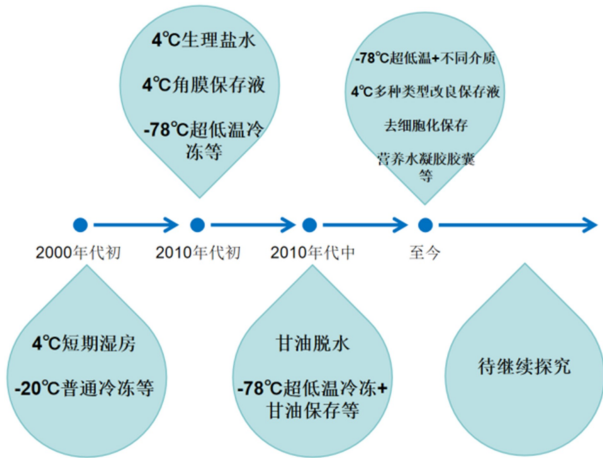 4℃生理盐水
4℃角膜保存液
-78℃超低温冷
冻等
-78℃超低温+不同介质
4℃多种类型改良保存液
去细胞化保存
营养水凝胶胶囊
等
2000年代初
2010年代初
2010年代中
至今
4℃短期湿房
-20℃普通冷冻等
甘油脱水
-78℃超低温冷冻+
甘油保存等
待继续探究